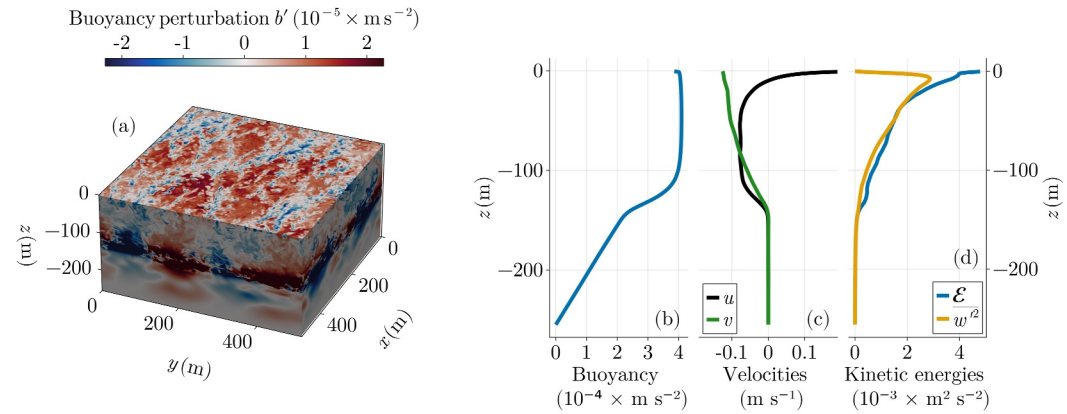 Buoyancy perturbation b′ (10⁻⁵ × m s⁻²)
-2 -1 0 1 2
(a)
0
−100
−200
z(m)
0
200
400
y(m)
0
200
400
x(m)
0
−100
−200
z(m)
(b)
0 1 2 3 4
Buoyancy
(10⁻⁴ × m s⁻²)
u
v
(c)
-0.1 0 0.1
Velocities
(m s⁻¹)
(d)
ℰ
w′²
0 2 4
Kinetic energies
(10⁻³ × m² s⁻²)
0
−100
−200
z(m)